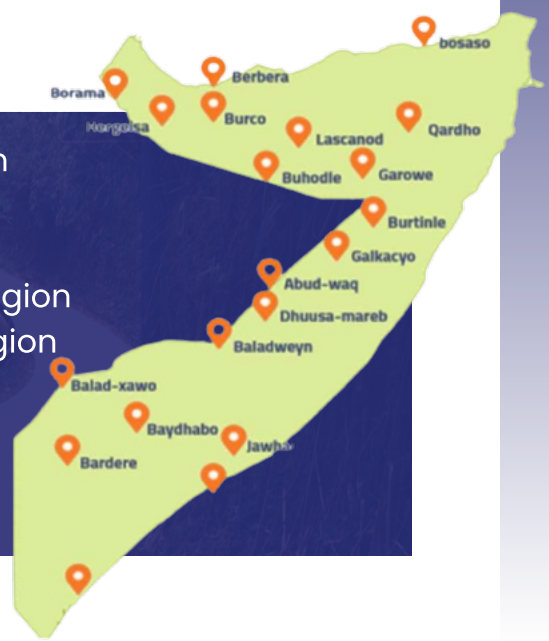 bosaso
Berbera
Borama
Burco
Hergeisa
Lascanod
Qardho
Buhodle
Garowe
Burtinle
Galkacyo
Abud-waq
Dhuusa-mareb
gion
gion
Baladweyn
Balad-xawo
Baydhabo
Jawha
Bardere